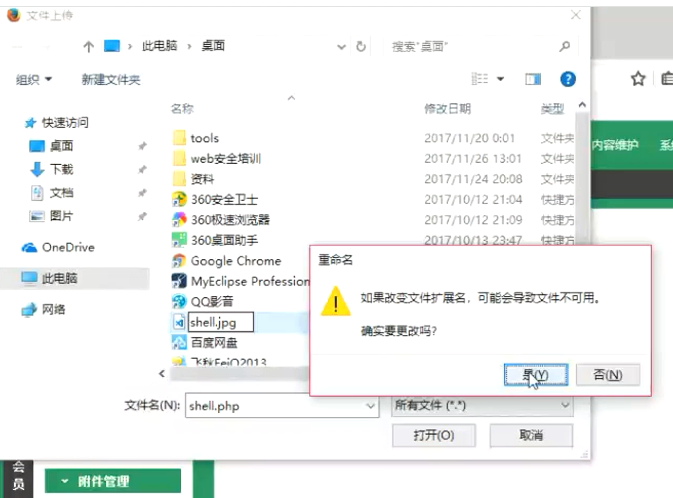 文件上传
此电脑 > 桌面
搜索"桌面"
组织
新建文件夹
名称
修改日期
类型
快速访问
桌面
下载
文档
图片
OneDrive
此电脑
网络
tools
2017/11/20 0:01
文件夹
web安全培训
2017/11/26 13:01
文件夹
资料
2017/11/24 20:08
文件夹
360安全卫士
2017/10/12 21:04
快捷方
360极速浏览器
2017/10/12 21:09
快捷方
360桌面助手
2017/10/13 23:47
快捷方
Google Chrome
MyEclipse Profession
QQ影音
shell.jpg
百度网盘
飞秋FeiQ2013
重命名
如果改变文件扩展名，可能会导致文件不可用。
确实要更改吗?
是(Y)
否(N)
文件名(N):
shell.php
所有文件 (*.*)
打开(O)
取消
内容维护
系
会
员
附件管理